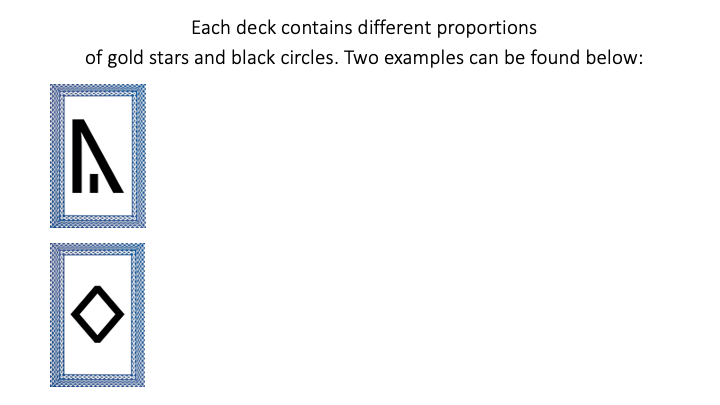 Each deck contains different proportions
of gold stars and black circles. Two examples can be found below: